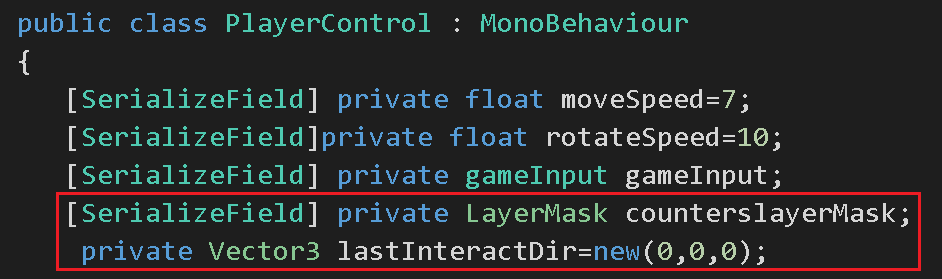 public class PlayerControl : MonoBehaviour
{
[SerializeField] private float moveSpeed=7;
[SerializeField]private float rotateSpeed=10;
[SerializeField] private gameInput gameInput;
[SerializeField] private LayerMask counterslayerMask;
private Vector3 lastInteractDir=new(0,0,0);